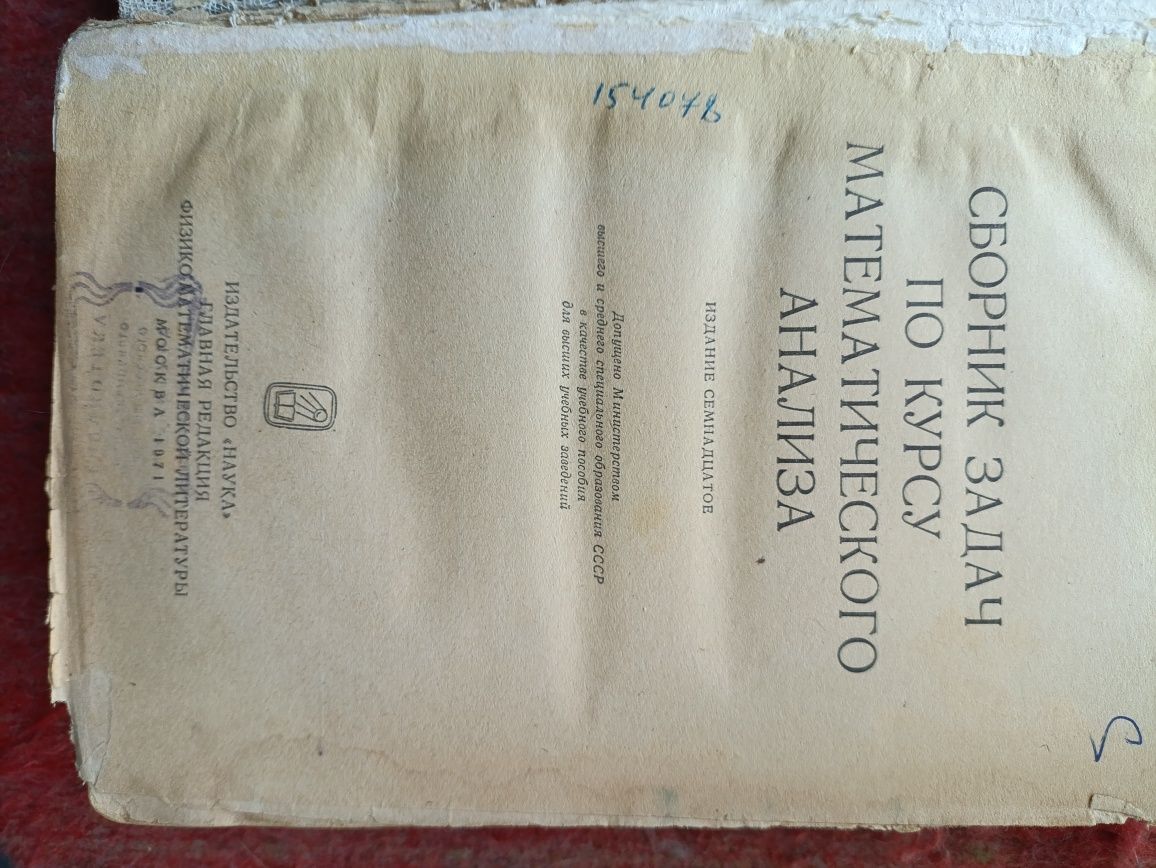 154078
СБОРНИК ЗАДАЧ
ПО КУРСУ
МАТЕМАТИЧЕСКОГО
АНАЛИЗА
ИЗДАНИЕ СЕМНАДЦАТОЕ
Допущено Министерством
высшего и среднего специального образования СССР
в качестве учебного пособия
для высших учебных заведений
ИЗДАТЕЛЬСТВО «НАУКА»
ГЛАВНАЯ РЕДАКЦИЯ
ФИЗИКО-МАТЕМАТИЧЕСКОЙ ЛИТЕРАТУРЫ
МОСКВА 1971